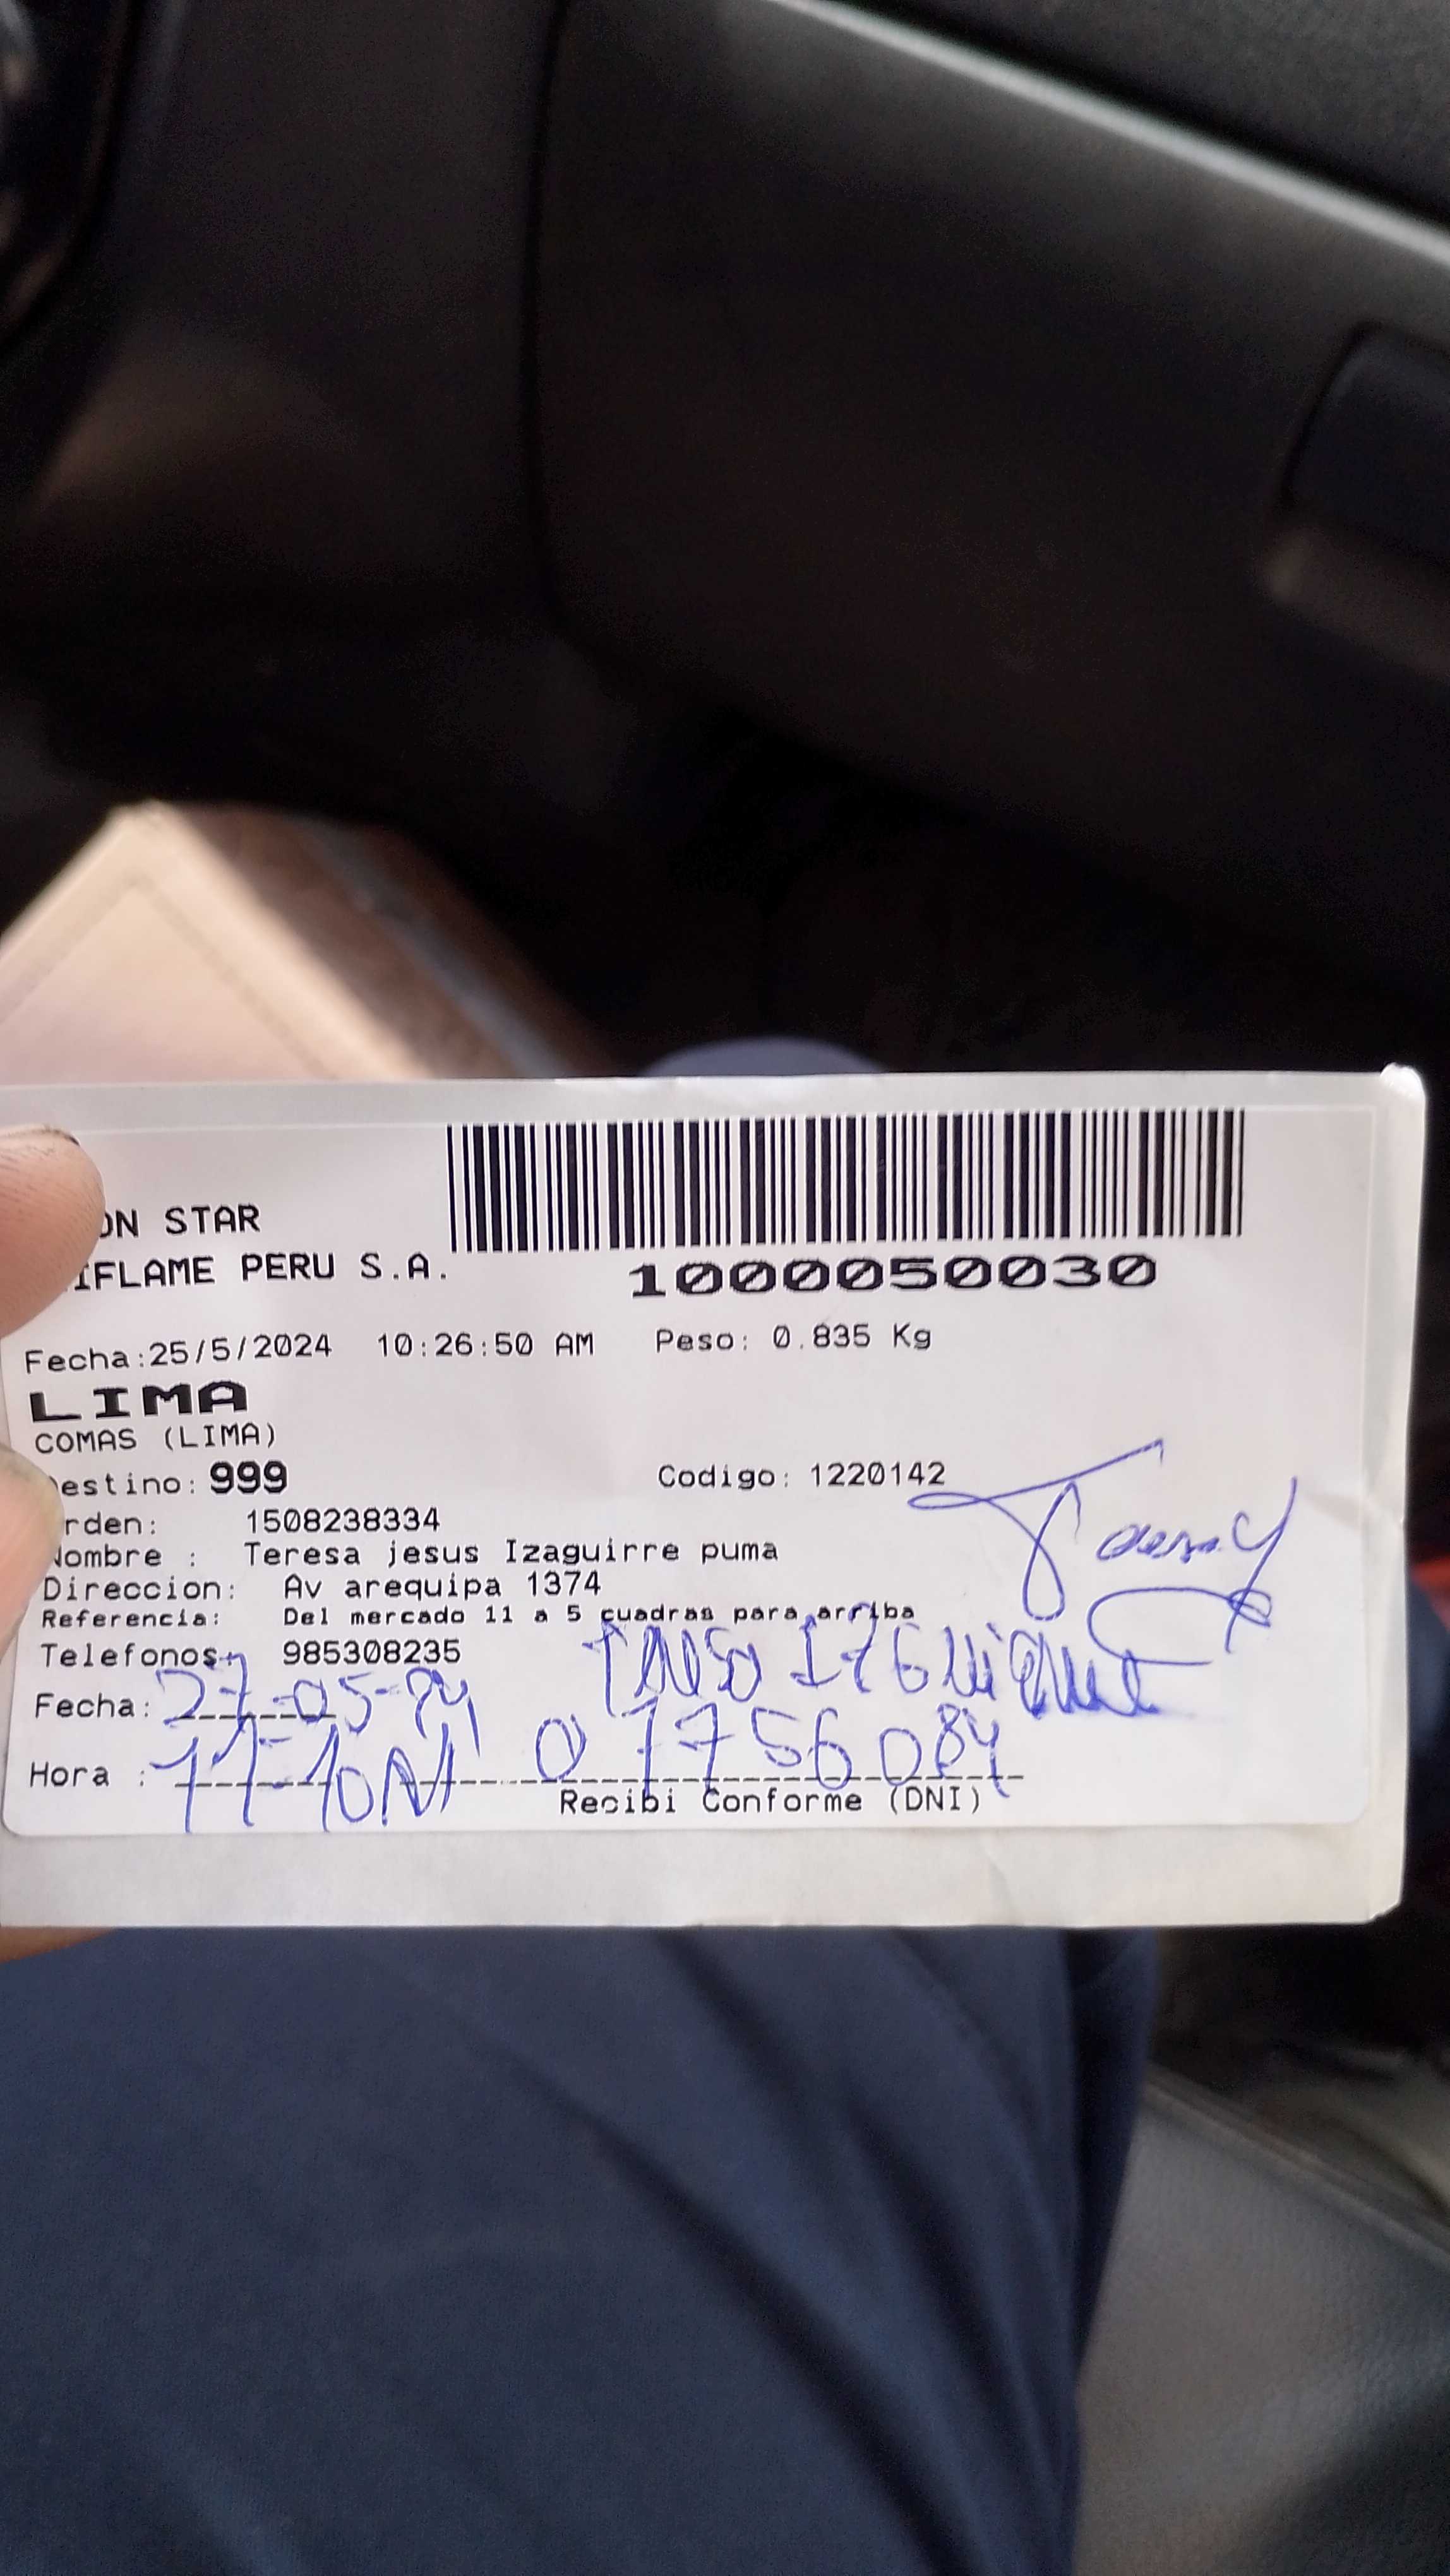 ON STAR
IFLAME PERU S.A.
1000050030
Fecha:25/5/2024 10:26:50 AM Peso: 0.835 Kg
LIMA
COMAS (LIMA)
estino: 999 Codigo: 1220142
rden: 1508238334
Nombre : Teresa jesus Izaguirre puma
Direccion: Av arequipa 1374
Referencia: Del mercado 11 a 5 cuadras para arriba
Telefonos: 985308235
Fecha: 27-05-24
Hora : 11-10 07756084
Recibi Conforme (DNI)